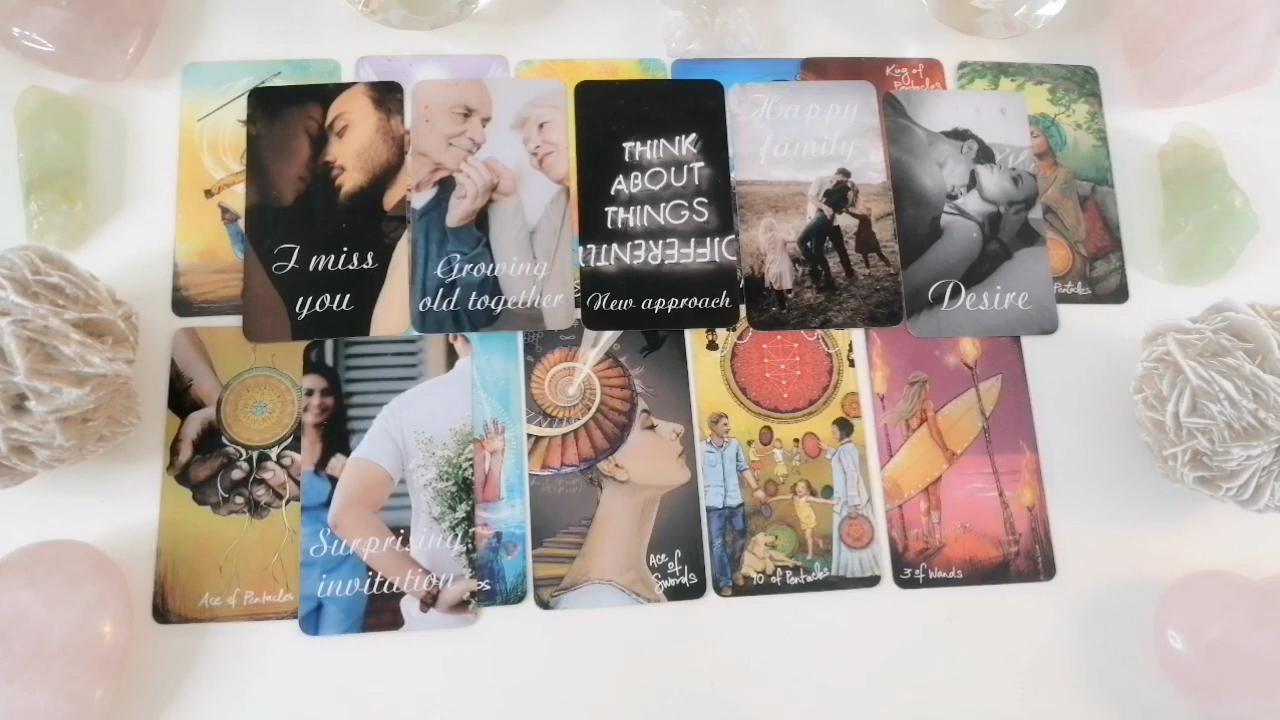 King of
Pentacles
I miss
you
Growing
old together
THINK
ABOUT
THINGS
DIFFERENTLY
New approach
Happy
family
Desire
Ace of Pentacles
Surprising
invitation
Ace
of
Swords
10 of Pentacles
3 of Wands